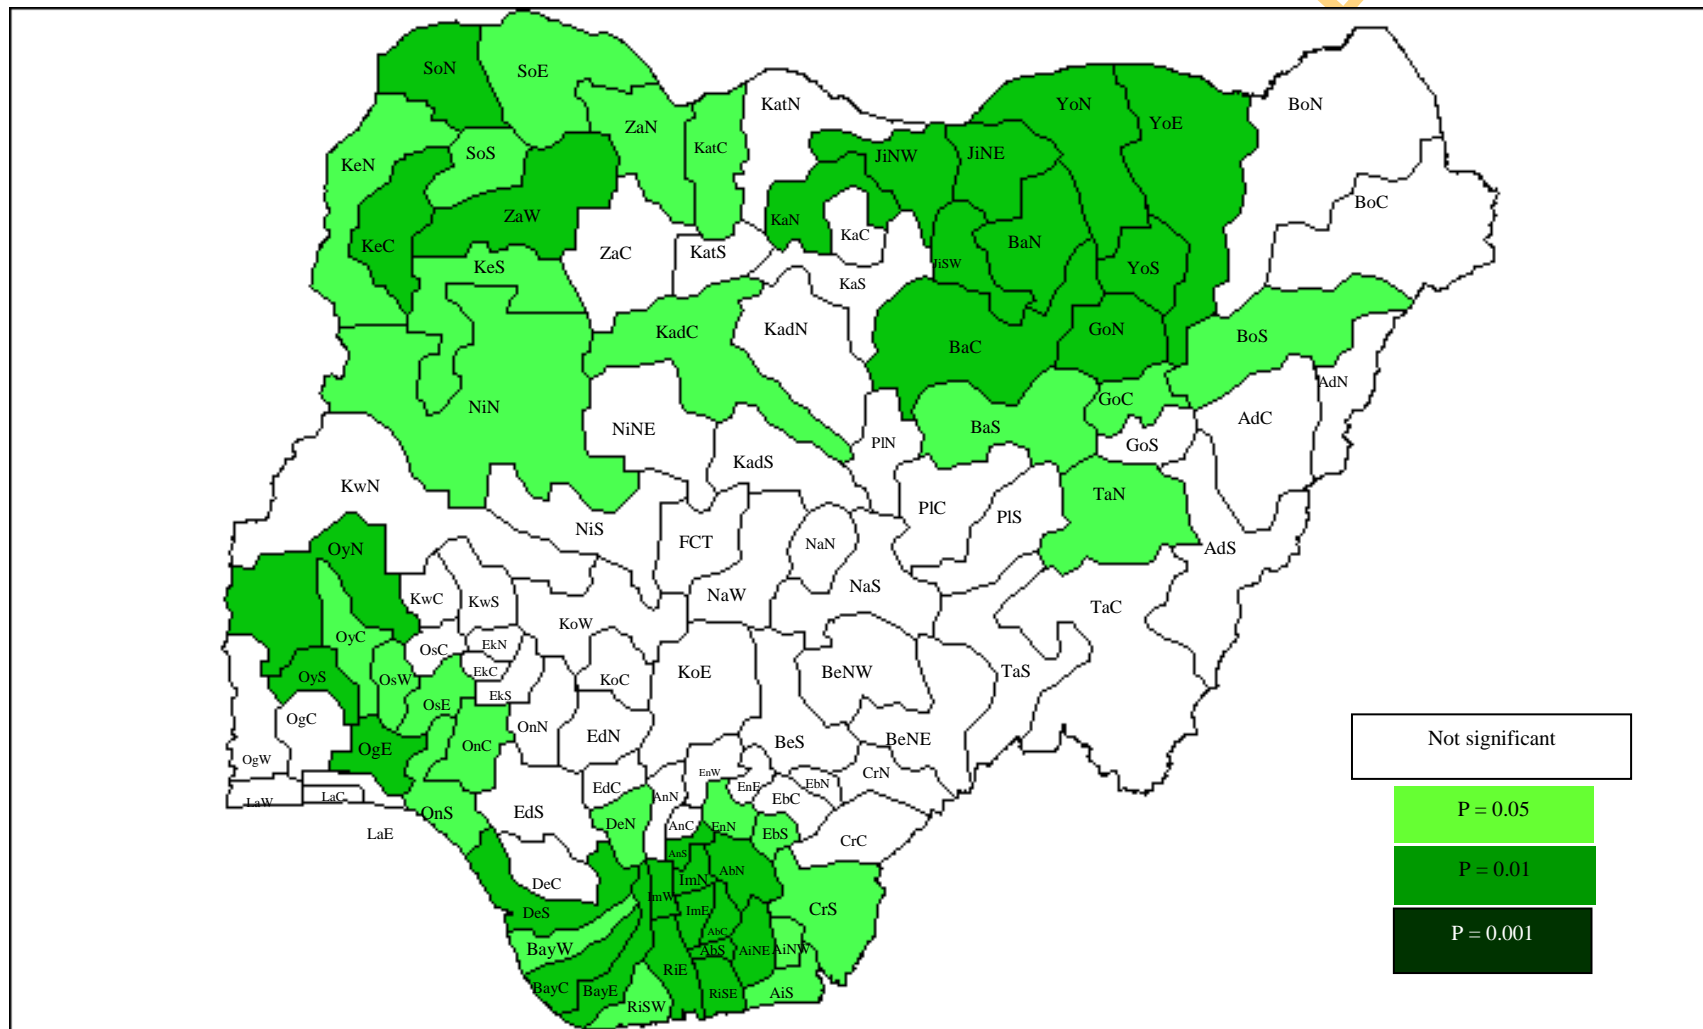 SoN
SoE
KatN
YoN
BoN
YoE
ZaN
KatC
JiNW
JiNE
SoS
KeN
BoC
ZaW
KaN
KaC
BaN
KeC
ZaC
KatS
KeS
JiSW
YoS
KaS
KadC
KadN
GoN
BoS
BaC
AdN
GoC
NiN
AdC
NiNE
BaS
PlN
GoS
KadS
KwN
TaN
PlC
PlS
NiS
FCT
NaN
AdS
OyN
NaS
NaW
KwC
KwS
TaC
KoW
OyC
OsC
EkN
EkC
KoE
BeNW
TaS
OyS
OsW
KoC
EkS
OsE
OgC
OnN
EdN
BeS
BeNE
Not significant
OgE
OnC
OgW
EnW
CrN
EdC
AnN
EnE
EbN
LaW
LaC
EbC
P = 0.05
OnS
EdS
DeN
AnC
EnN
EbS
LaE
CrC
AnS
P = 0.01
DeC
ImN
AbN
ImW
DeS
ImE
CrS
AbC
P = 0.001
BayW
AbS
AiNE
AiNW
RiE
BayC
BayE
RiSE
AiS
RiSW